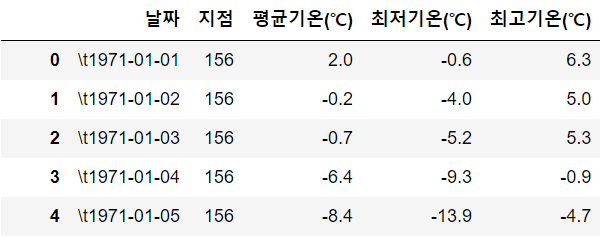 날짜 지점 평균기온(℃) 최저기온(℃) 최고기온(℃)
0 \t1971-01-01 156 2.0 -0.6 6.3
1 \t1971-01-02 156 -0.2 -4.0 5.0
2 \t1971-01-03 156 -0.7 -5.2 5.3
3 \t1971-01-04 156 -6.4 -9.3 -0.9
4 \t1971-01-05 156 -8.4 -13.9 -4.7